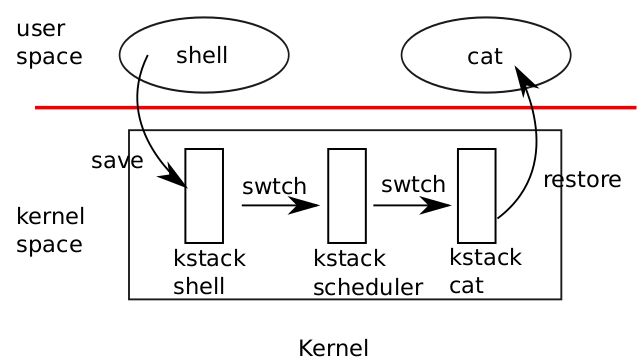 user
space
shell
cat
save
swtch
swtch
restore
kernel
space
kstack
shell
kstack
scheduler
kstack
cat
Kernel